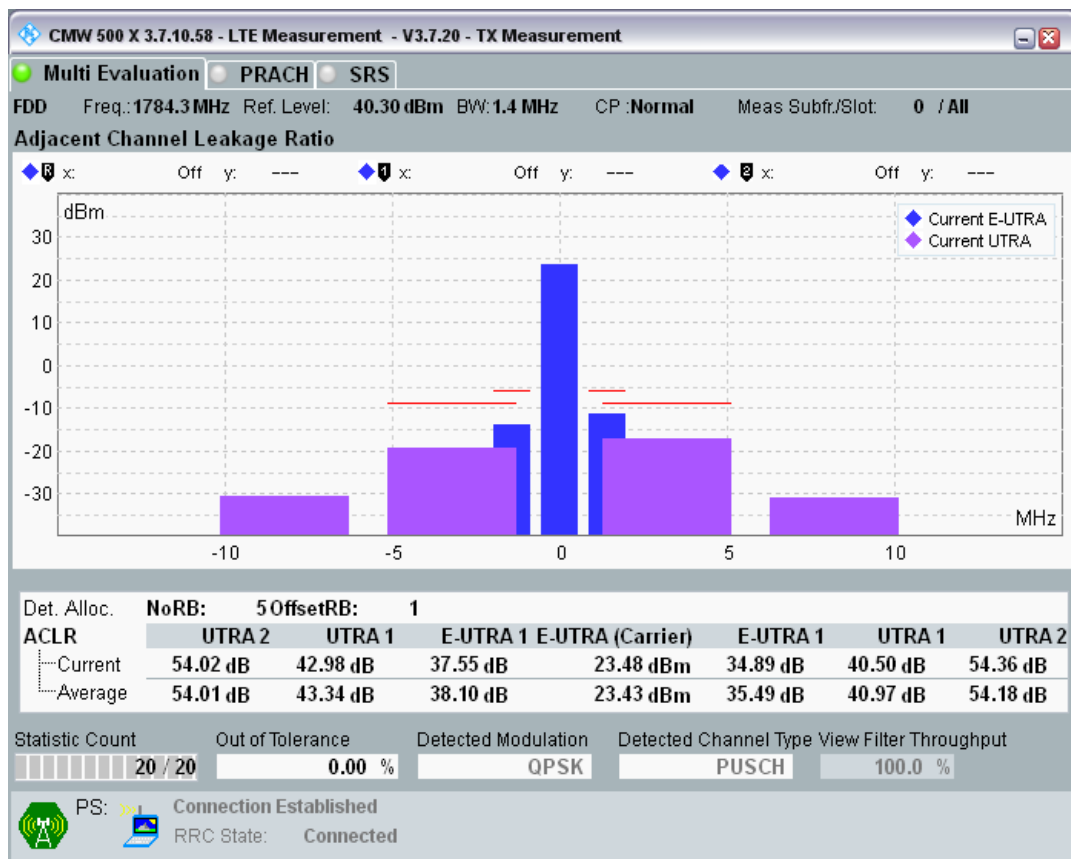 CMW 500 X 3.7.10.58 - LTE Measurement - V3.7.20 - TX Measurement
Multi Evaluation PRACH SRS
FDD Freq.: 1784.3 MHz Ref. Level: 40.30 dBm BW: 1.4 MHz CP :Normal Meas Subfr./Slot: 0 / All
Adjacent Channel Leakage Ratio
R x: Off y: --- 1 x: Off y: --- 2 x: Off y: ---
dBm
Current E-UTRA
Current UTRA
30
20
10
0
-10
-20
-30
MHz
-10 -5 0 5 10
Det. Alloc. NoRB: 5 OffsetRB: 1
ACLR UTRA 2 UTRA 1 E-UTRA 1 E-UTRA (Carrier) E-UTRA 1 UTRA 1 UTRA 2
Current 54.02 dB 42.98 dB 37.55 dB 23.48 dBm 34.89 dB 40.50 dB 54.36 dB
Average 54.01 dB 43.34 dB 38.10 dB 23.43 dBm 35.49 dB 40.97 dB 54.18 dB
Statistic Count Out of Tolerance Detected Modulation Detected Channel Type View Filter Throughput
20 / 20 0.00 % QPSK PUSCH 100.0 %
PS: Connection Established
RRC State: Connected